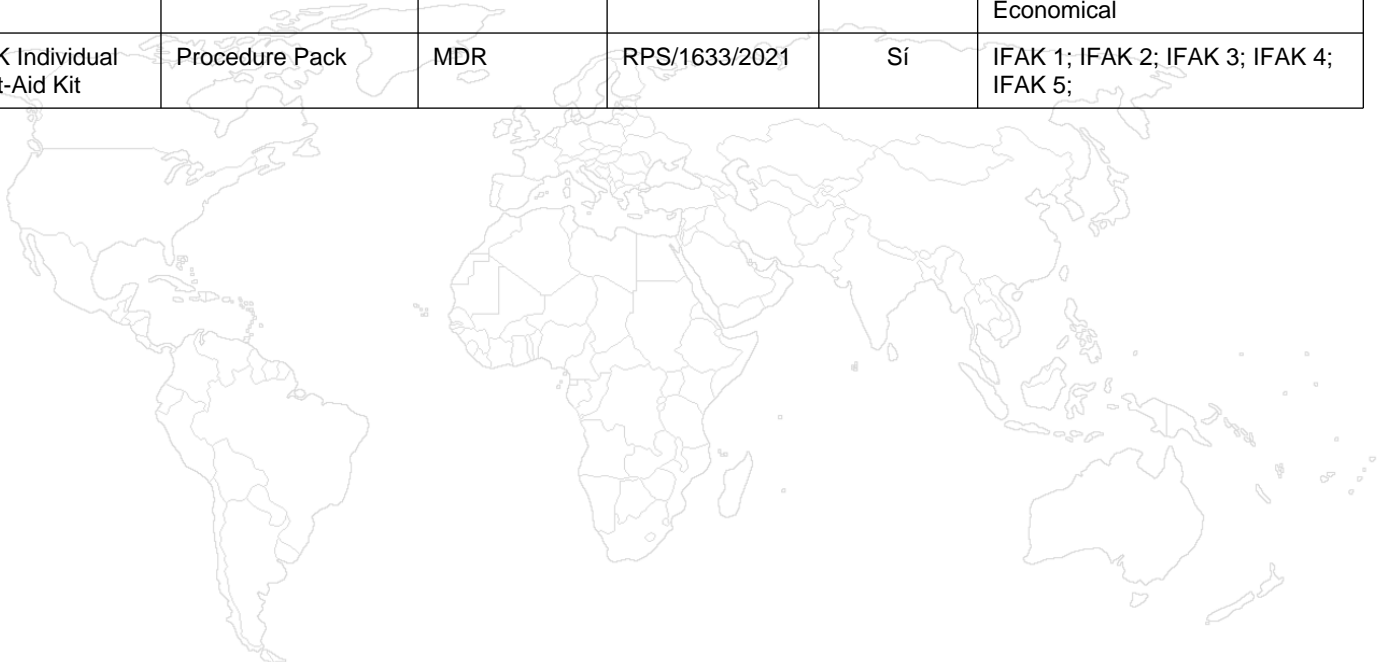 Economical
K Individual
t-Aid Kit
Procedure Pack
MDR
RPS/1633/2021
Sí
IFAK 1; IFAK 2; IFAK 3; IFAK 4;
IFAK 5;